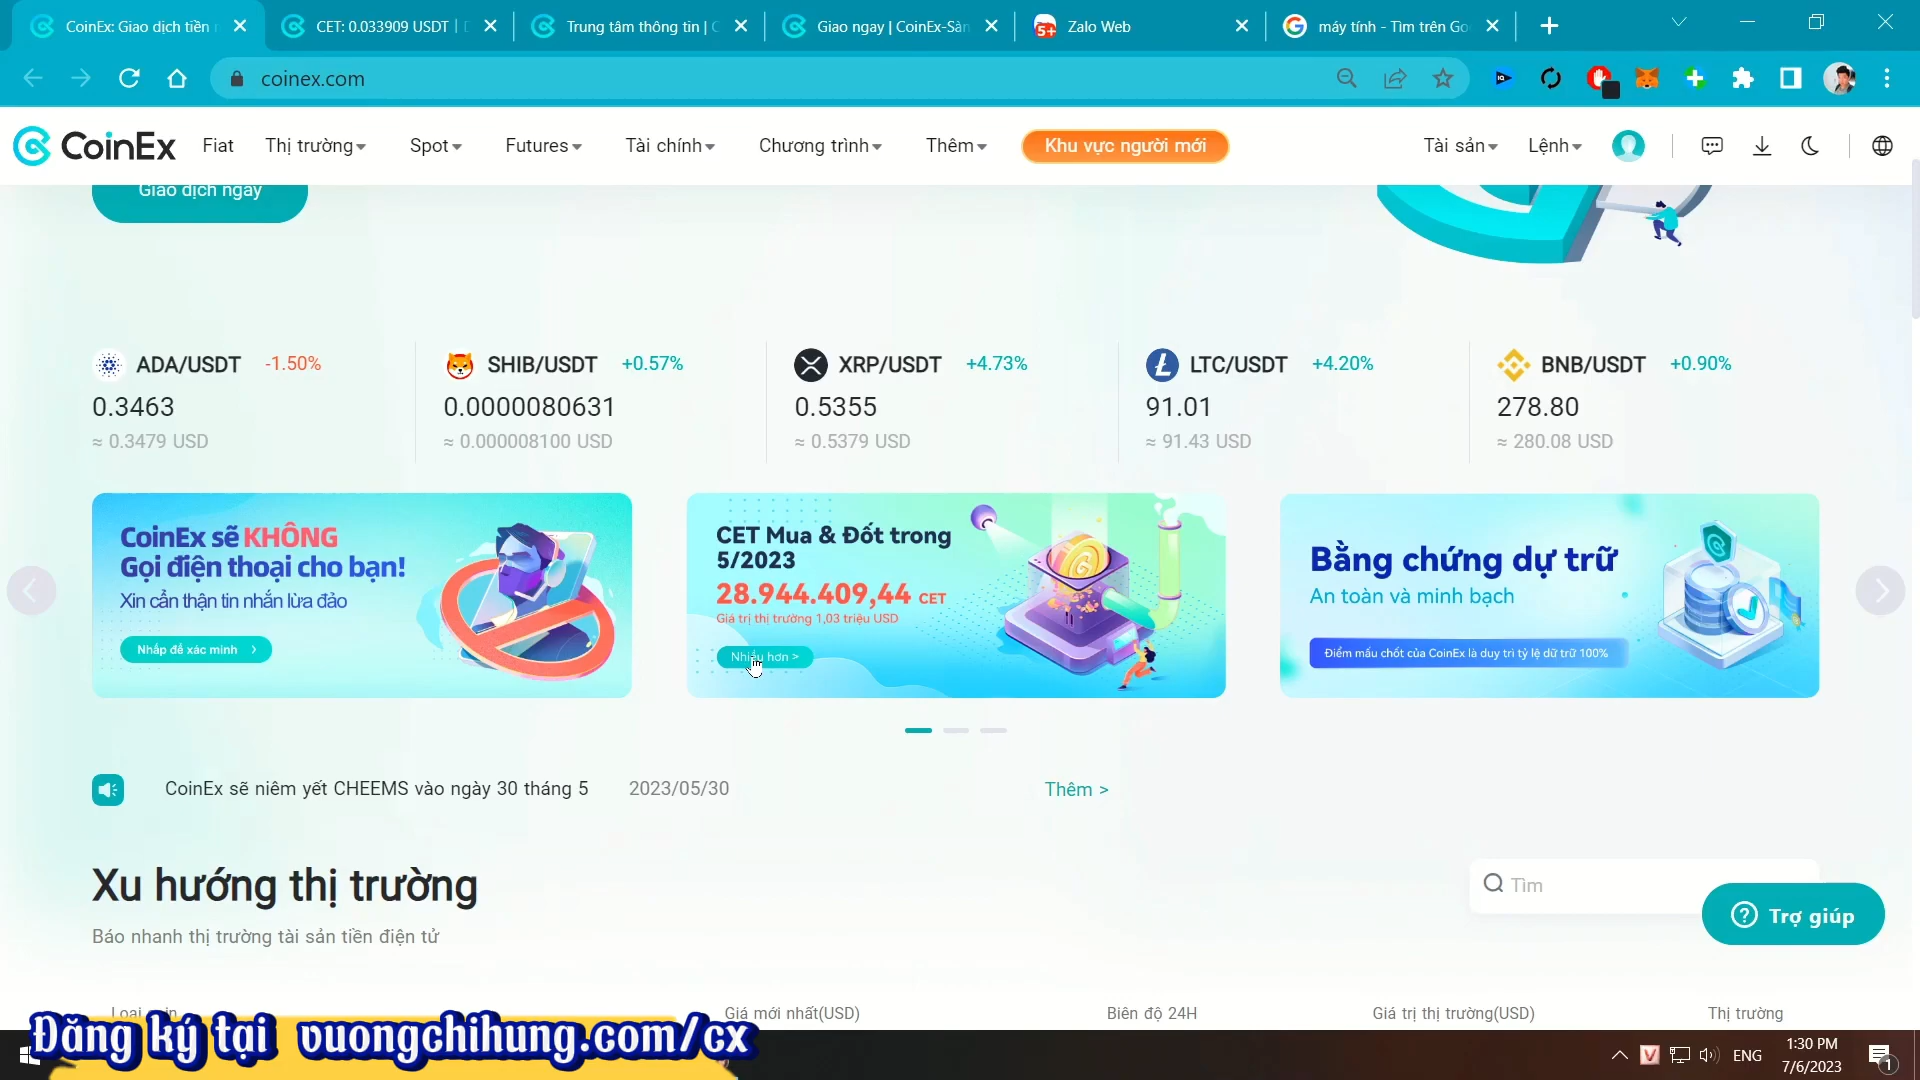 CoinEx: Giao dịch tiền
CET: 0.033909 USDT |
Trung tâm thông tin |
Giao ngay | CoinEx-Sàn
Zalo Web
máy tính - Tìm trên Go
coinex.com
CoinEx
Fiat
Thị trường
Spot
Futures
Tài chính
Chương trình
Thêm
Khu vực người mới
Tài sản
Lệnh
Giao dịch ngay
ADA/USDT -1.50%
0.3463
≈ 0.3479 USD
SHIB/USDT +0.57%
0.0000080631
≈ 0.000008100 USD
XRP/USDT +4.73%
0.5355
≈ 0.5379 USD
LTC/USDT +4.20%
91.01
≈ 91.43 USD
BNB/USDT +0.90%
278.80
≈ 280.08 USD
CoinEx sẽ KHÔNG
Gọi điện thoại cho bạn!
Xin cẩn thận tin nhắn lừa đảo
Nhấp để xác minh >
CET Mua & Đốt trong
5/2023
28.944.409,44 CET
Giá trị thị trường 1,03 triệu USD
Nhiều hơn >
Bằng chứng dự trữ
An toàn và minh bạch
Điểm mấu chốt của CoinEx là duy trì tỷ lệ dữ trữ 100%
CoinEx sẽ niêm yết CHEEMS vào ngày 30 tháng 5 2023/05/30
Thêm >
Xu hướng thị trường
Báo nhanh thị trường tài sản tiền điện tử
Tìm
Trợ giúp
Giá mới nhất(USD)
Biên độ 24H
Giá trị thị trường(USD)
Thị trường
Đăng ký tại vuongchihung.com/cx
ENG
1:30 PM
7/6/2023
1